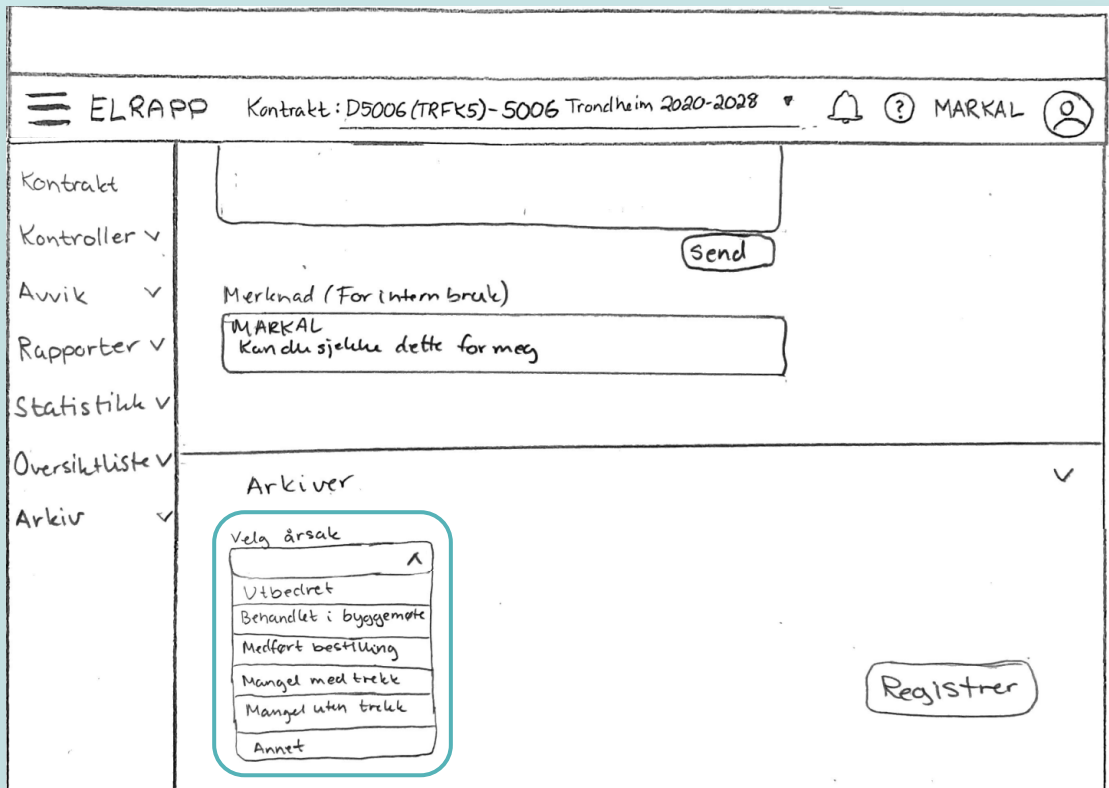 ELRAPP Kontrakt: D5006 (TRFK5)-5006 Trondheim 2020-2028 ? MARKAL
Kontrakt
Kontroller
Avvik
Rapporter
Statistikk
Oversiktliste
Arkiv
Send
Merknad (For intern bruk)
MARKAL
Kan du sjekke dette for meg
Arkiver
Velg årsak
Utbedret
Behandlet i byggemøte
Medført bestilling
Mangel med trekk
Mangel uten trekk
Annet
Registrer